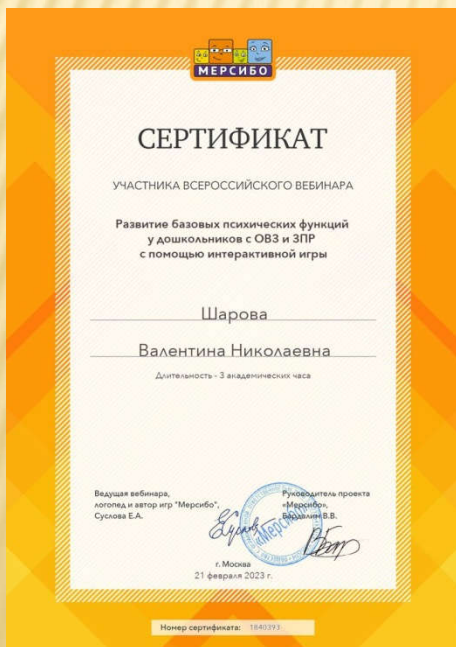 МЕРСИБО
СЕРТИФИКАТ
УЧАСТНИКА ВСЕРОССИЙСКОГО ВЕБИНАРА
Развитие базовых психических функций
у дошкольников с ОВЗ и ЗПР
с помощью интерактивной игры
Шарова
Валентина Николаевна
Длительность - 3 академических часа
Ведущая вебинара,
логопед и автор игр "Мерсибо",
Суслова Е.А.
Руководитель проекта
«Мерсибо»,
В.В.
«Мерсибо»
г. Москва
21 февраля 2023 г.
Номер сертификата: 1840393